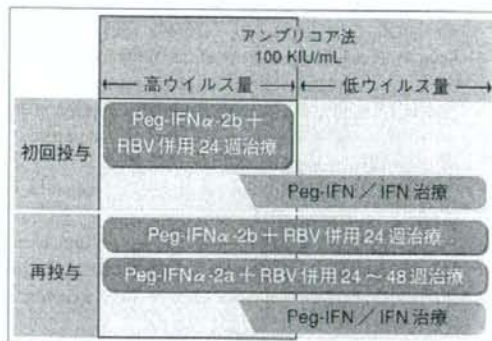 アンプリコア法
100 KIU/mL
高ウイルス量
低ウイルス量
初回投与
Peg-IFNα-2b＋
RBV 併用 24 週治療
Peg-IFN／IFN 治療
再投与
Peg-IFNα-2b＋RBV 併用 24 週治療
Peg-IFNα-2a＋RBV 併用 24～48 週治療
Peg-IFN／IFN 治療